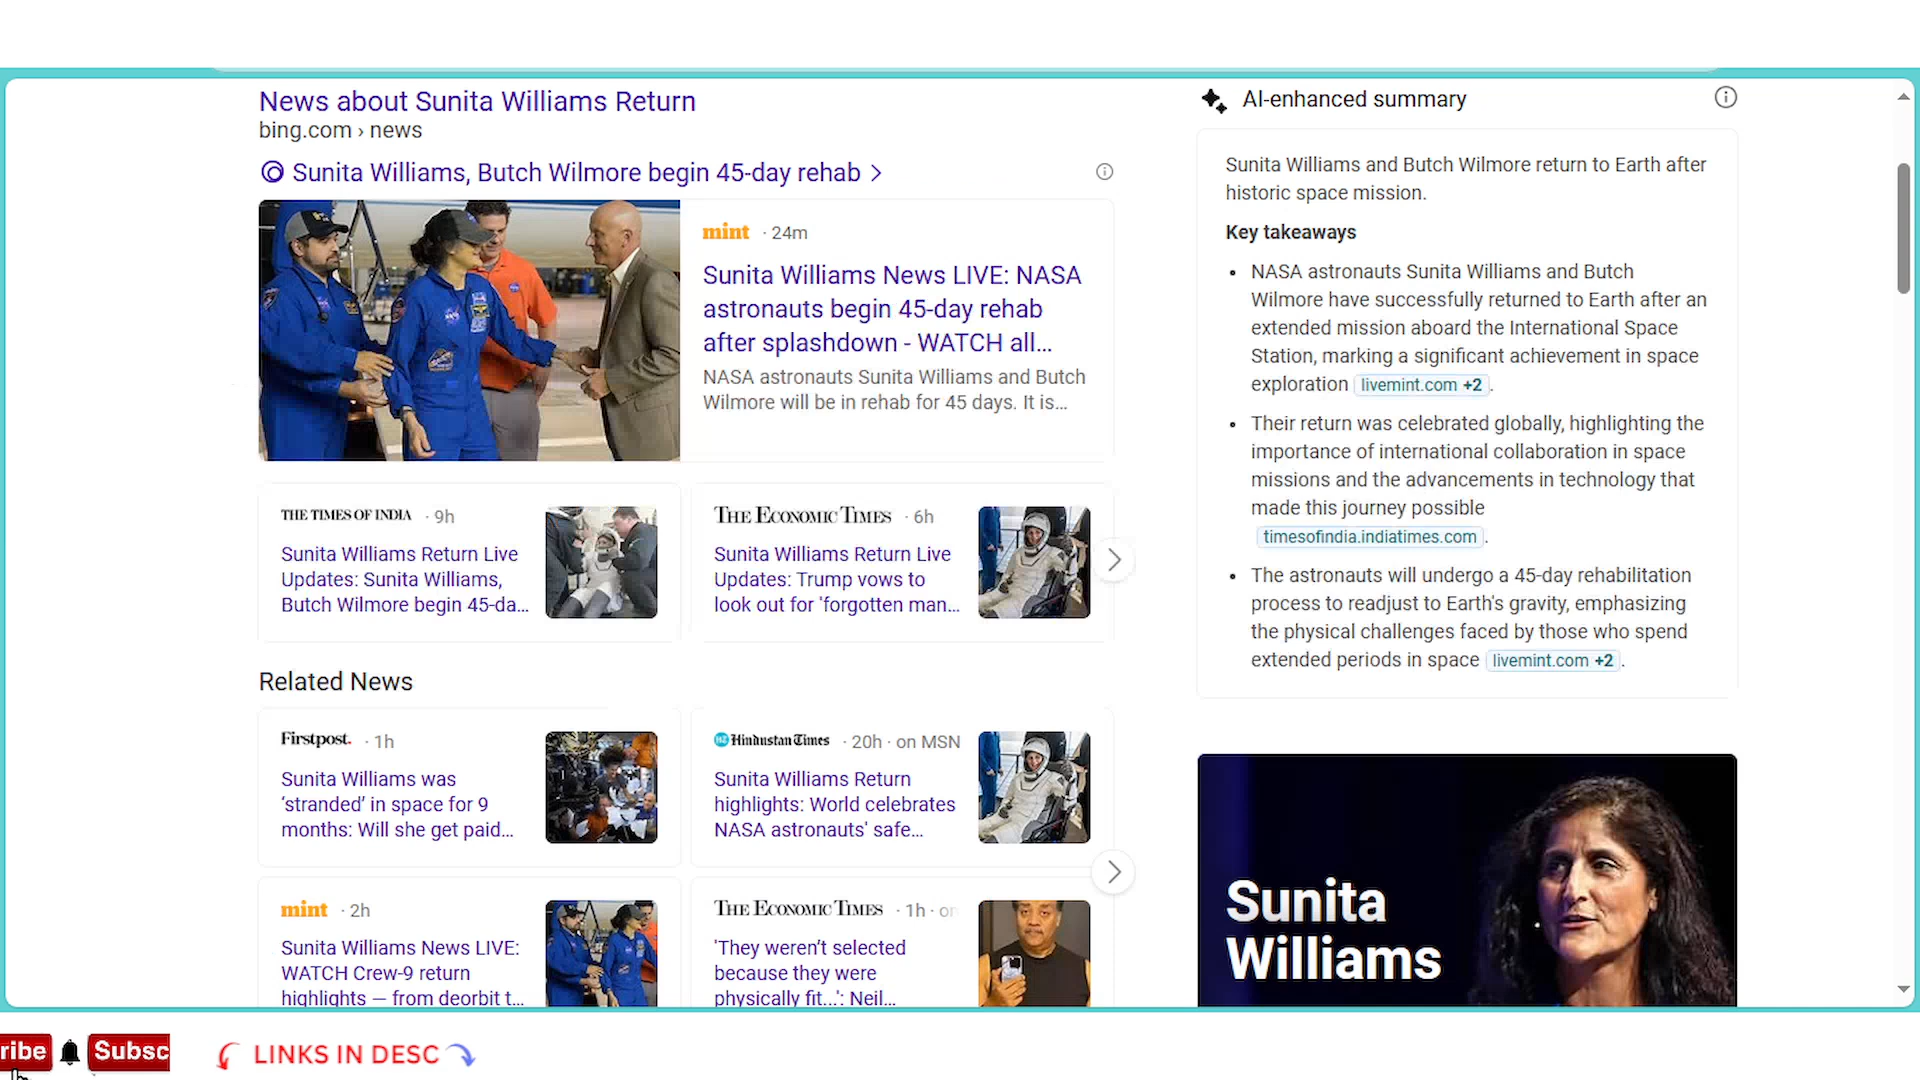 News about Sunita Williams Return
bing.com › news
Sunita Williams, Butch Wilmore begin 45-day rehab >
mint · 24m
Sunita Williams News LIVE: NASA
astronauts begin 45-day rehab
after splashdown - WATCH all...
NASA astronauts Sunita Williams and Butch
Wilmore will be in rehab for 45 days. It is...
THE TIMES OF INDIA · 9h
Sunita Williams Return Live
Updates: Sunita Williams,
Butch Wilmore begin 45-da...
THE ECONOMIC TIMES · 6h
Sunita Williams Return Live
Updates: Trump vows to
look out for 'forgotten man...
Related News
Firstpost. · 1h
Sunita Williams was
‘stranded’ in space for 9
months: Will she get paid...
HT Hindustan Times · 20h · on MSN
Sunita Williams Return
highlights: World celebrates
NASA astronauts' safe...
mint · 2h
Sunita Williams News LIVE:
WATCH Crew-9 return
highlights — from deorbit t...
THE ECONOMIC TIMES · 1h · on
'They weren’t selected
because they were
physically fit...': Neil...
AI-enhanced summary
Sunita Williams and Butch Wilmore return to Earth after
historic space mission.
Key takeaways
• NASA astronauts Sunita Williams and Butch
Wilmore have successfully returned to Earth after an
extended mission aboard the International Space
Station, marking a significant achievement in space
exploration livemint.com +2 .
• Their return was celebrated globally, highlighting the
importance of international collaboration in space
missions and the advancements in technology that
made this journey possible
timesofindia.indiatimes.com .
• The astronauts will undergo a 45-day rehabilitation
process to readjust to Earth's gravity, emphasizing
the physical challenges faced by those who spend
extended periods in space livemint.com +2 .
Sunita
Williams
ribe Subsc LINKS IN DESC